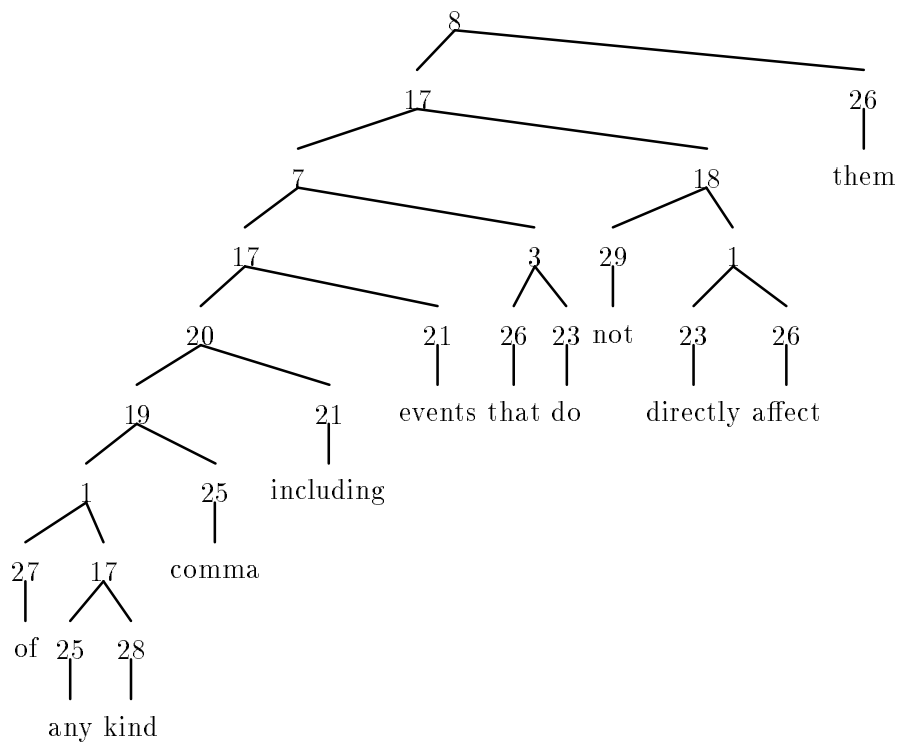 8
17 26
7 18 them
17 3 29 1
20 21 26 23 not 23 26
19 21 events that do directly affect
1 25 including
27 17 comma
of 25 28
any kind